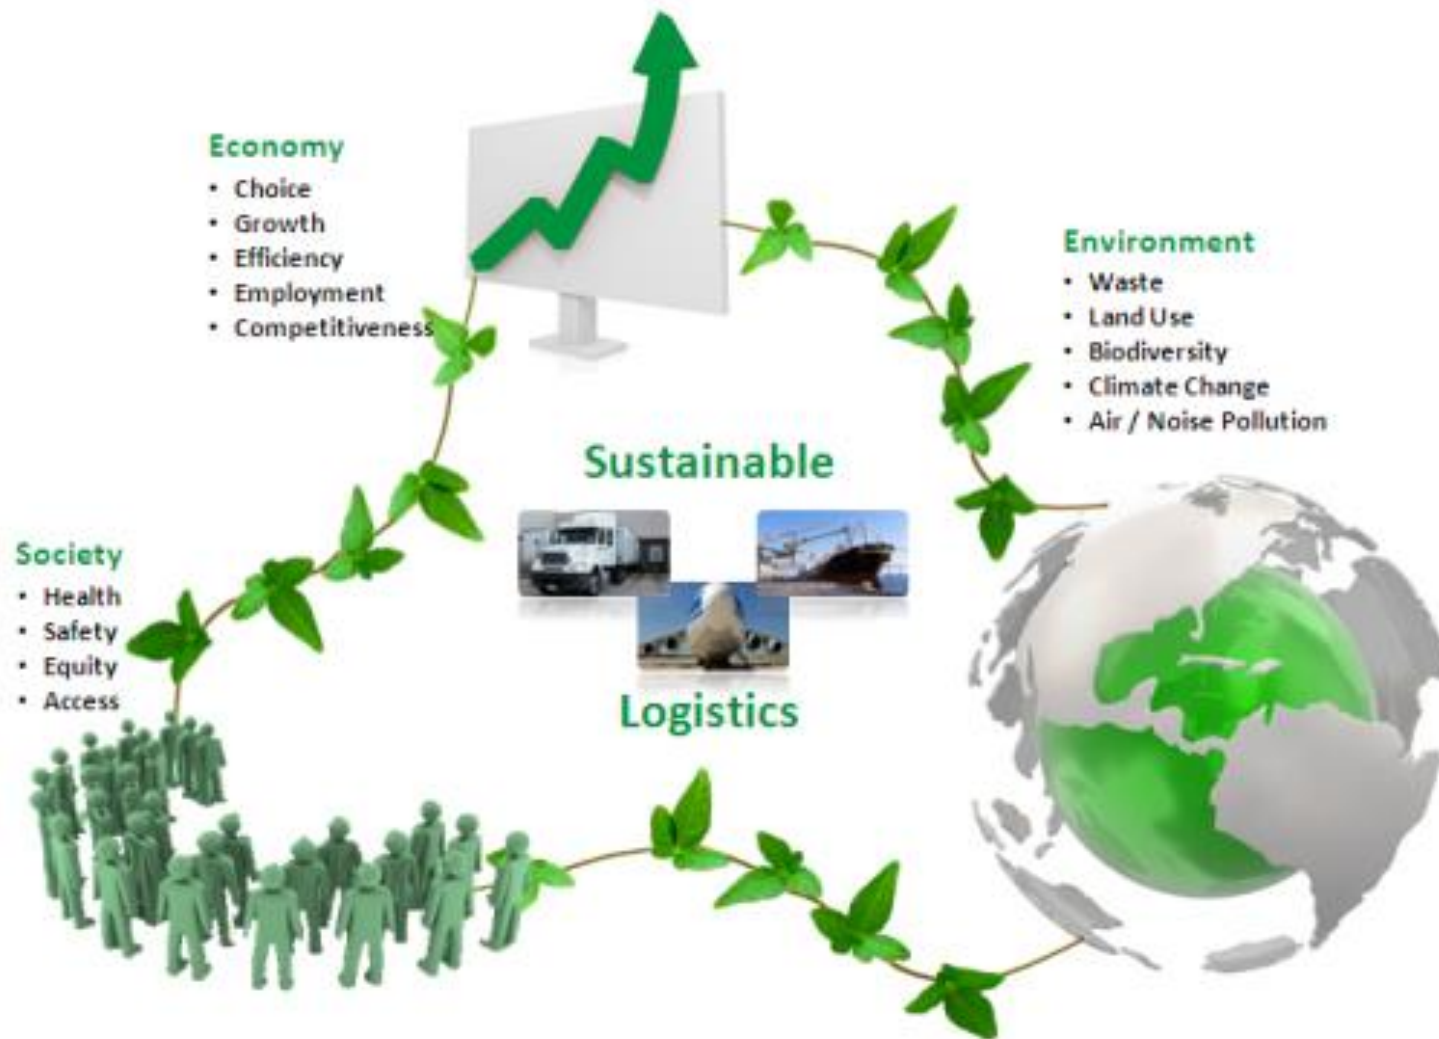 Economy
• Choice
• Growth
• Efficiency
• Employment
• Competitiveness
Environment
• Waste
• Land Use
• Biodiversity
• Climate Change
• Air / Noise Pollution
Sustainable
Logistics
Society
• Health
• Safety
• Equity
• Access